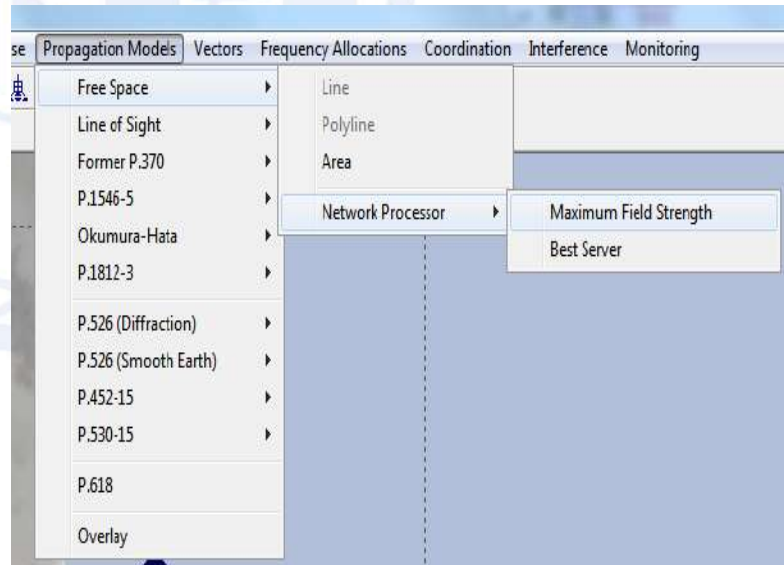 se Propagation Models Vectors Frequency Allocations Coordination Interference Monitoring
Free Space
Line of Sight
Former P.370
P.1546-5
Okumura-Hata
P.1812-3
P.526 (Diffraction)
P.526 (Smooth Earth)
P.452-15
P.530-15
P.618
Overlay
Line
Polyline
Area
Network Processor
Maximum Field Strength
Best Server